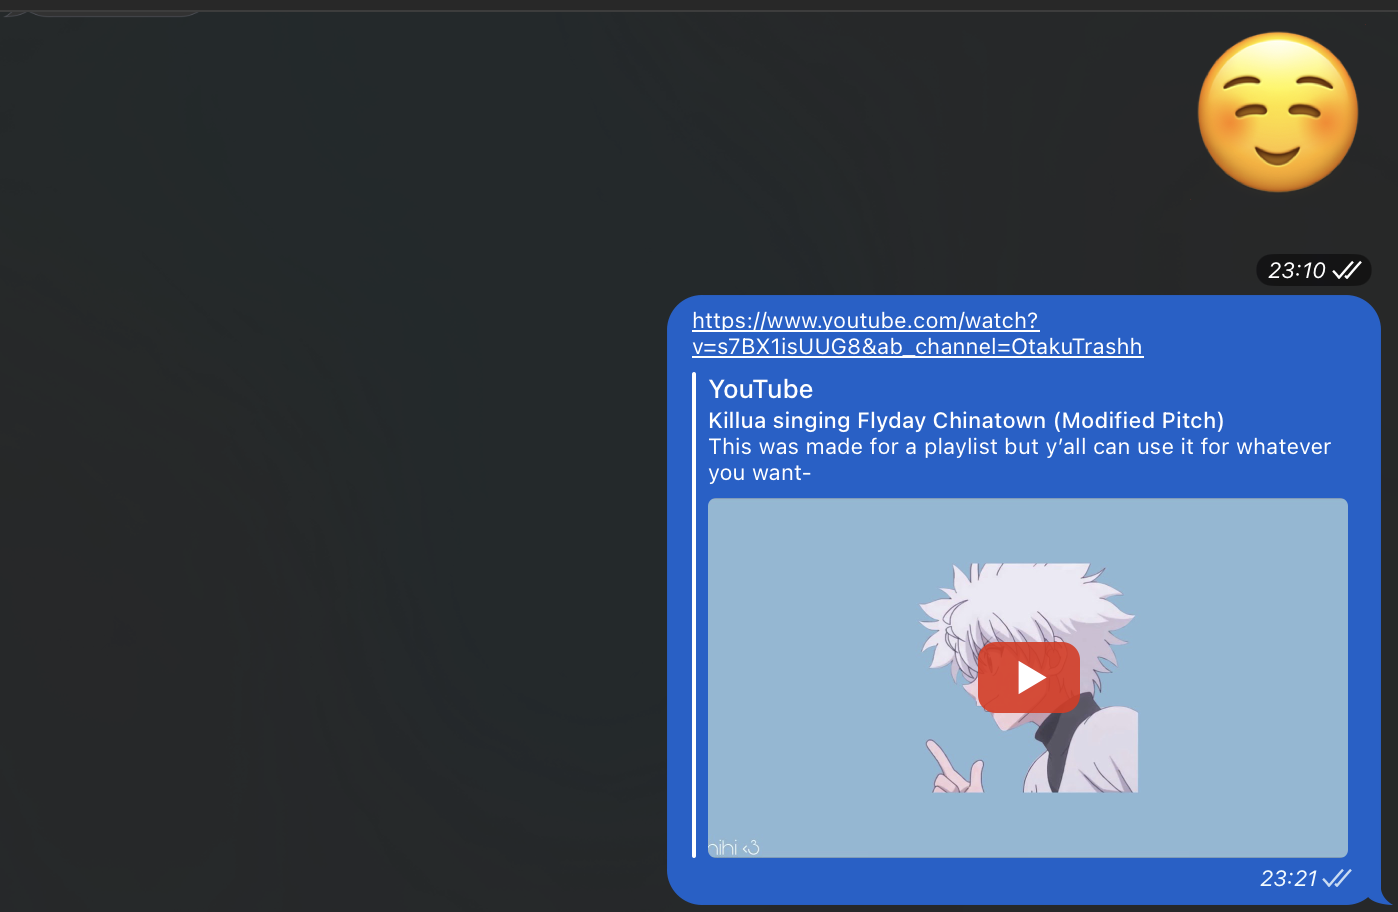 23:10
https://www.youtube.com/watch?
v=s7BX1isUUG8&ab_channel=OtakuTrashh
YouTube
Killua singing Flyday Chinatown (Modified Pitch)
This was made for a playlist but y’all can use it for whatever
you want-
hihi <3
23:21